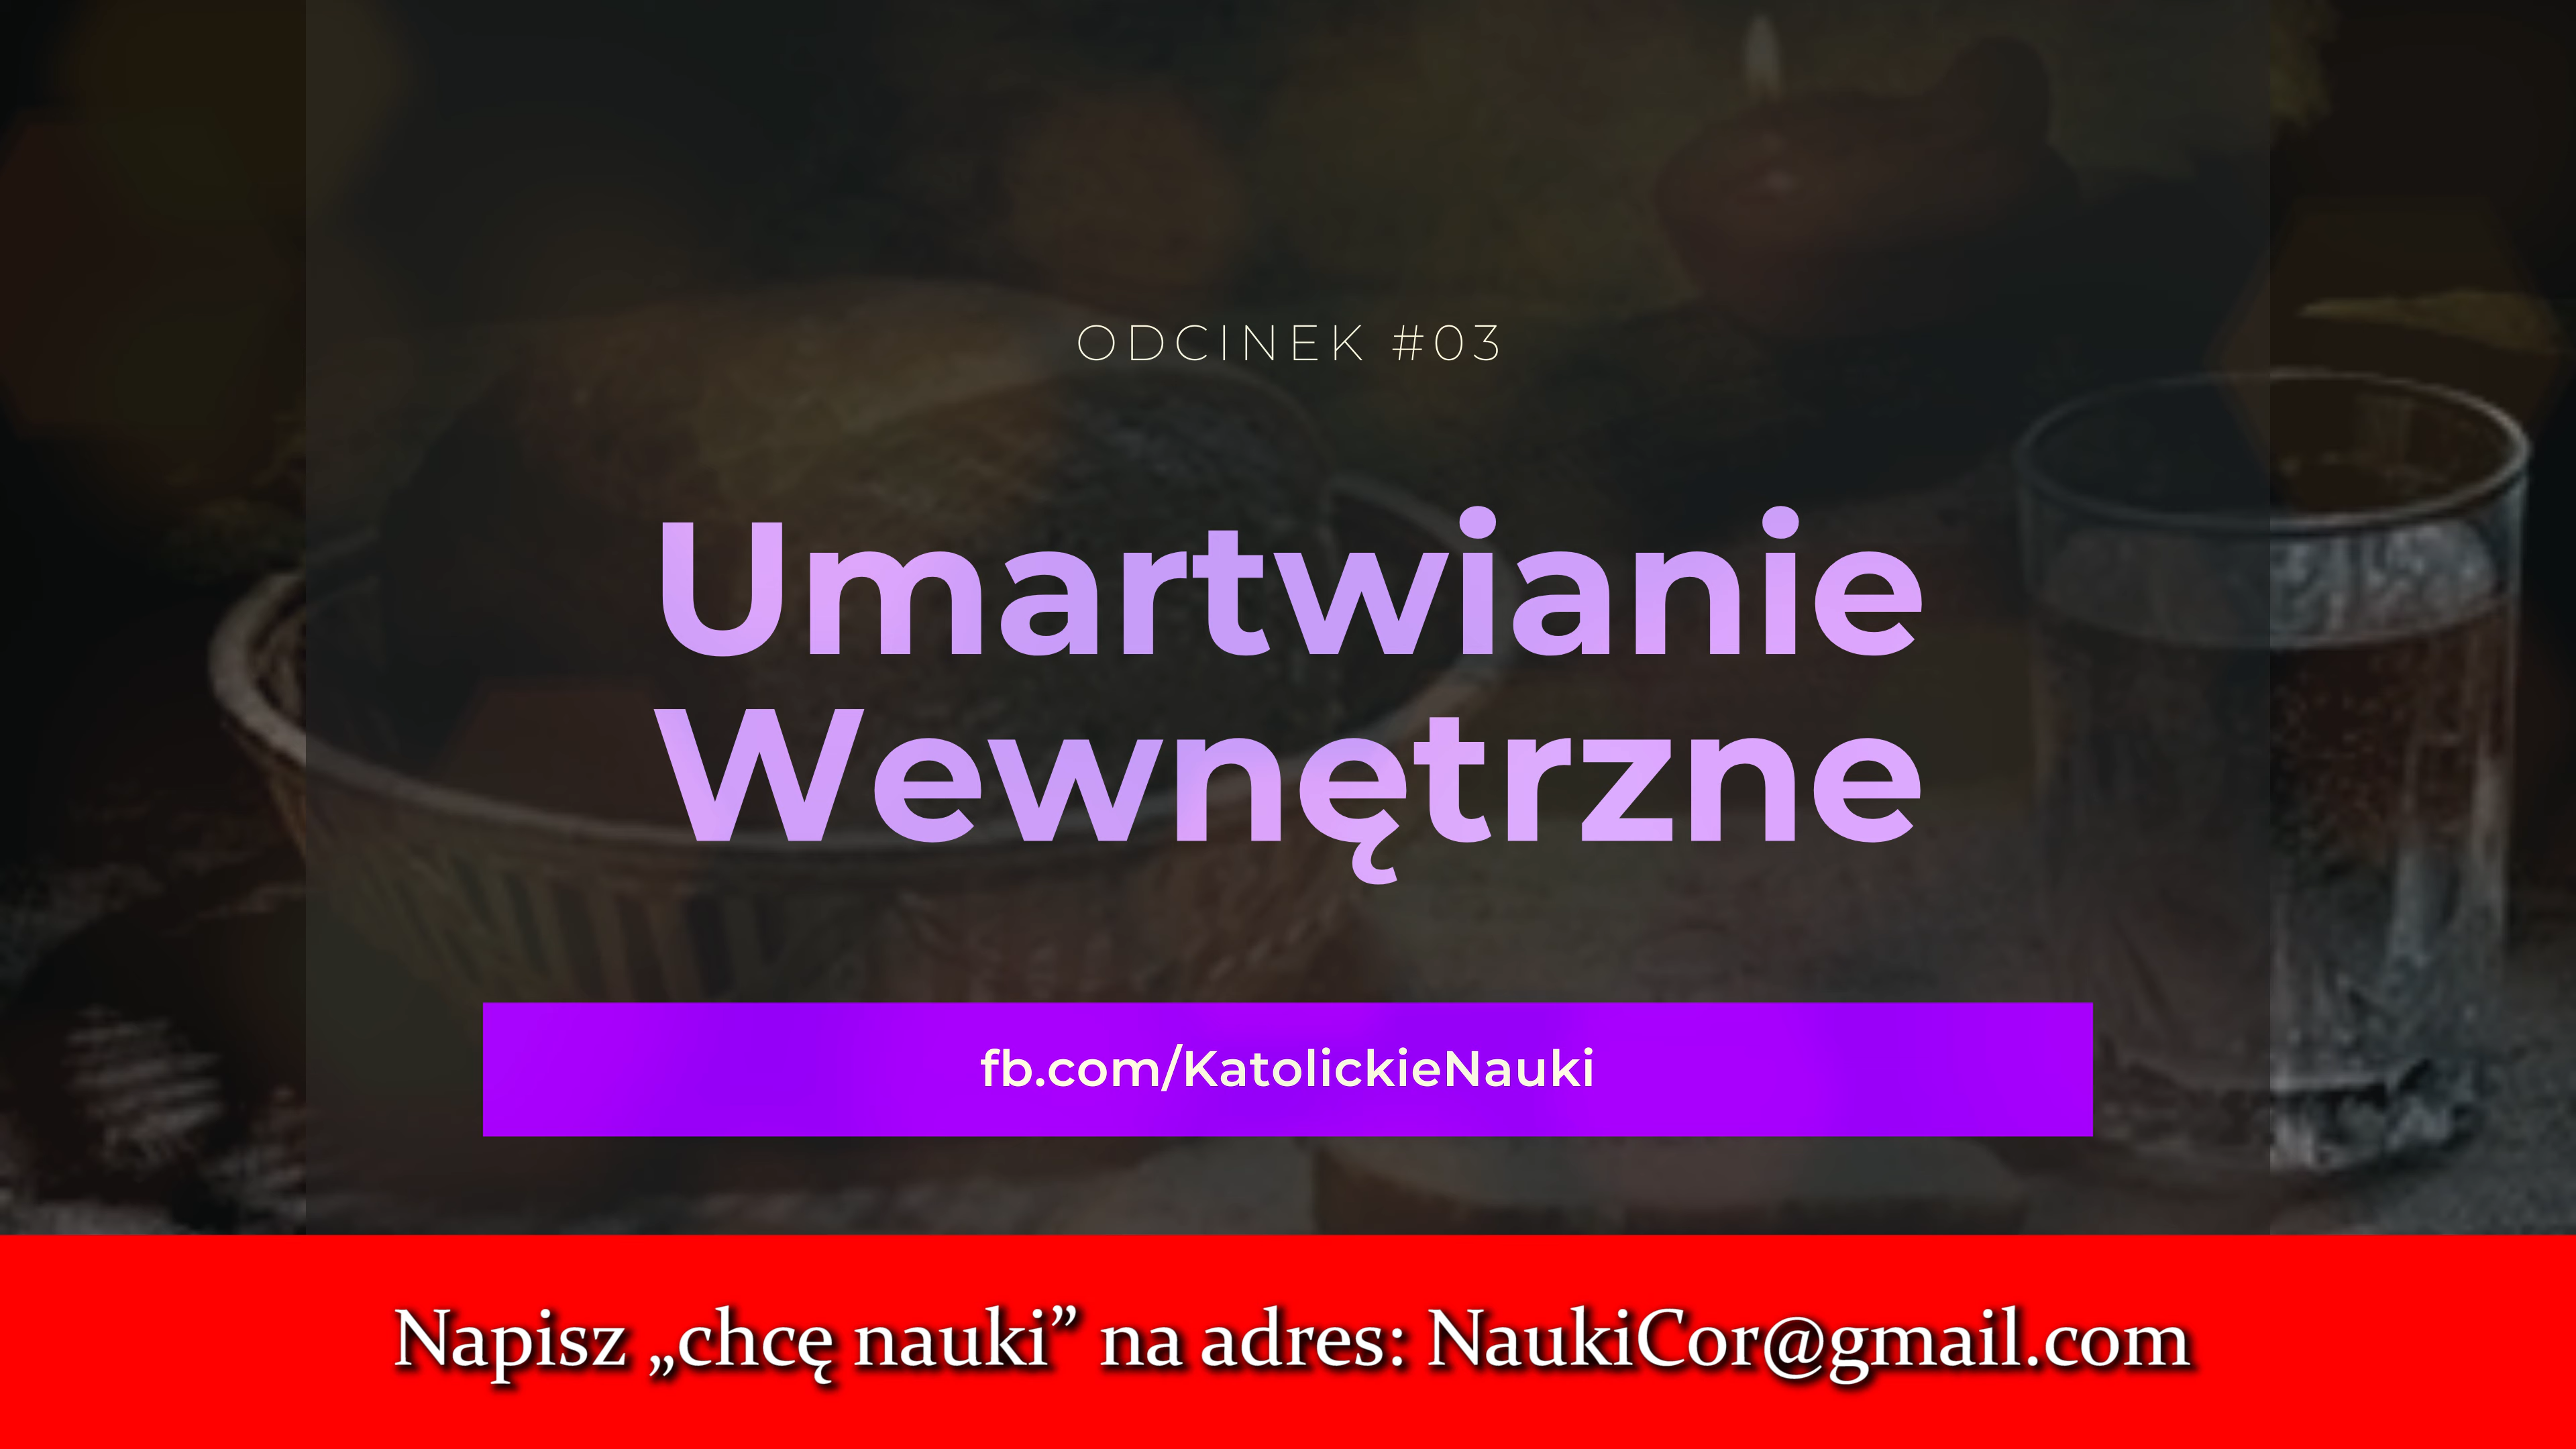 ODCINEK #03
Umartwianie
Wewnętrzne
fb.com/KatolickieNauki
Napisz „chcę nauki” na adres: NaukiCor@gmail.com